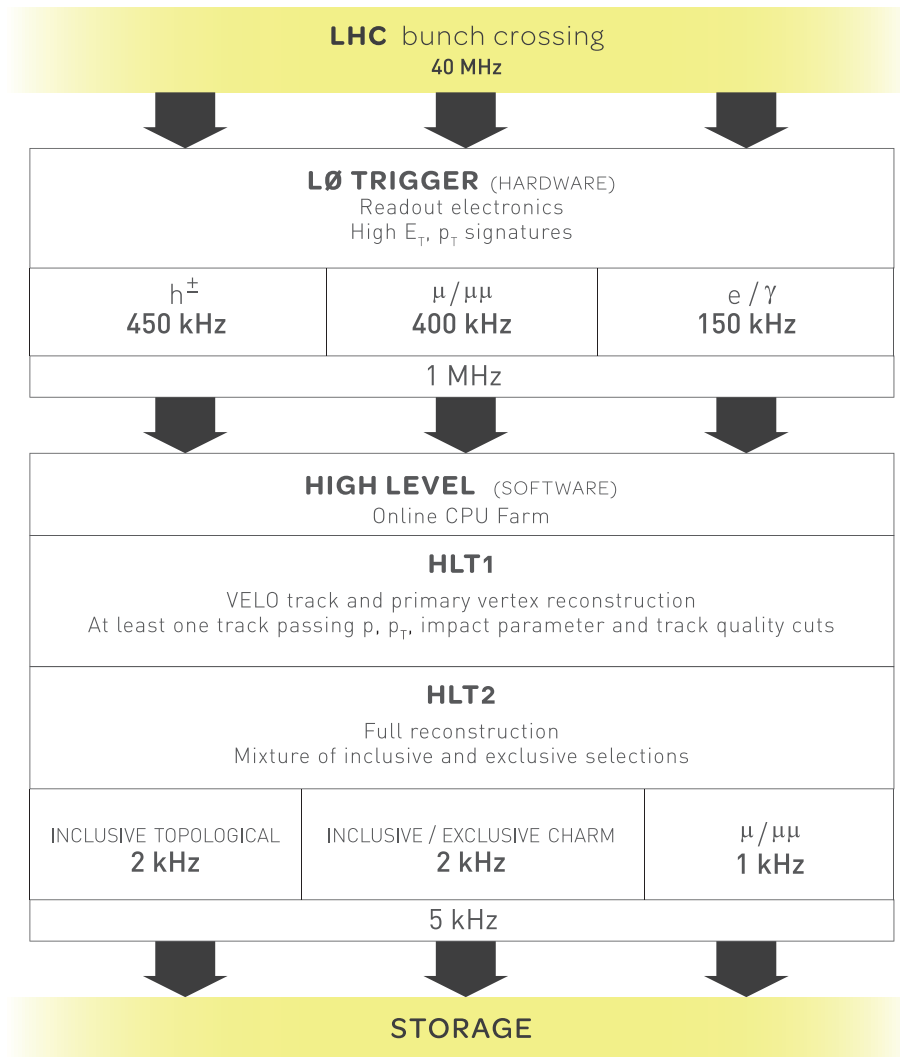 LHC bunch crossing
40 MHz
LØ TRIGGER (HARDWARE)
Readout electronics
High E_T, p_T signatures
h±
450 kHz
μ/μμ
400 kHz
e/γ
150 kHz
1 MHz
HIGH LEVEL (SOFTWARE)
Online CPU Farm
HLT1
VELO track and primary vertex reconstruction
At least one track passing p, p_T, impact parameter and track quality cuts
HLT2
Full reconstruction
Mixture of inclusive and exclusive selections
INCLUSIVE TOPOLOGICAL
2 kHz
INCLUSIVE / EXCLUSIVE CHARM
2 kHz
μ/μμ
1 kHz
5 kHz
STORAGE